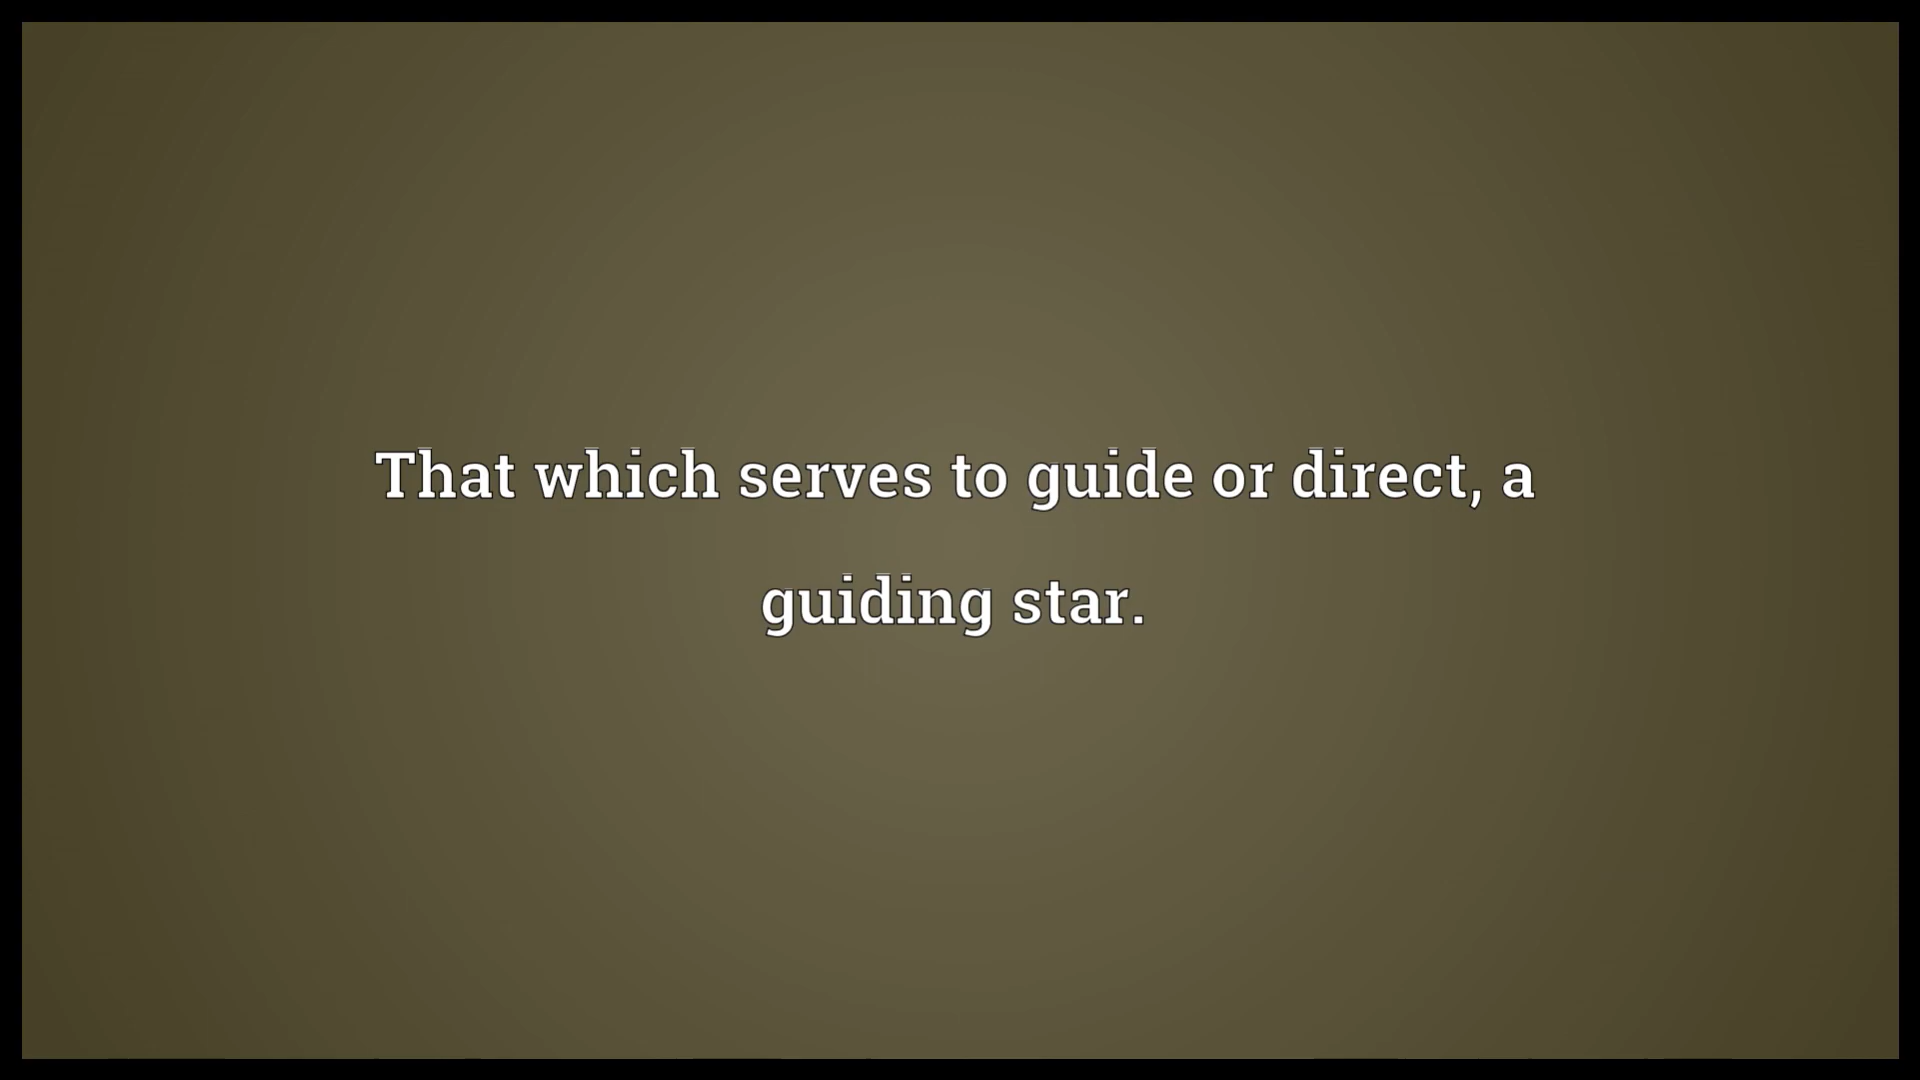 That which serves to guide or direct, a
guiding star.